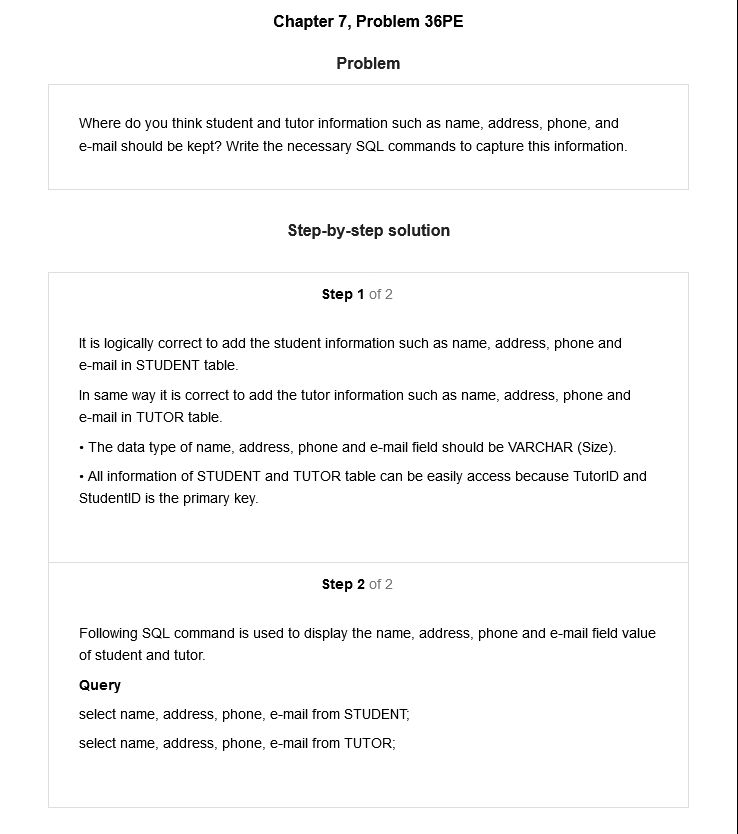 Chapter 7, Problem 36PE
Problem
Where do you think student and tutor information such as name, address, phone, and
e-mail should be kept? Write the necessary SQL commands to capture this information.
Step-by-step solution
Step 1 of 2
It is logically correct to add the student information such as name, address, phone and
e-mail in STUDENT table.
In same way it is correct to add the tutor information such as name, address, phone and
e-mail in TUTOR table.
• The data type of name, address, phone and e-mail field should be VARCHAR (Size).
• All information of STUDENT and TUTOR table can be easily access because TutorID and
StudentID is the primary key.
Step 2 of 2
Following SQL command is used to display the name, address, phone and e-mail field value
of student and tutor.
Query
select name, address, phone, e-mail from STUDENT;
select name, address, phone, e-mail from TUTOR;